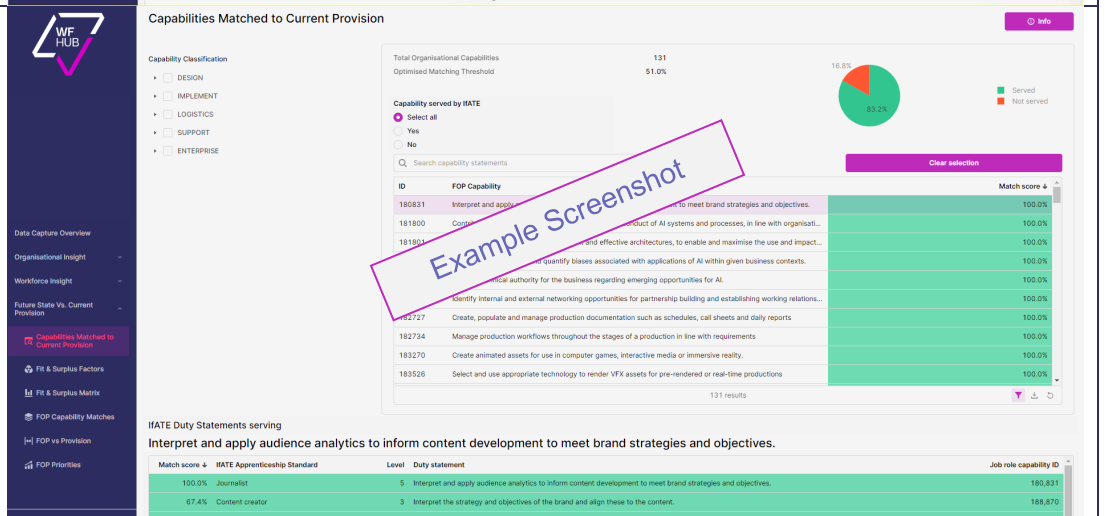 WF
HUB
Data Capture Overview
Organisational Insight
Workforce Insight
Future State Vs. Current
Provision
Capabilities Matched to
Current Provision
Fit & Surplus Factors
Fit & Surplus Matrix
FOP Capability Matches
FOP vs Provision
FOP Priorities
Capabilities Matched to Current Provision
Info
Capability Classification
DESIGN
IMPLEMENT
LOGISTICS
SUPPORT
ENTERPRISE
Total Organisational Capabilities 131
Optimised Matching Threshold 51.0%
16.8%
83.2%
Served
Not served
Capability served by IfATE
Select all
Yes
No
Search capability statements
Clear selection
ID FOP Capability Match score ↓
180831 Interpret and apply to meet brand strategies and objectives. 100.0%
181800 of AI systems and processes, in line with organisati... 100.0%
181801 and effective architectures, to enable and maximise the use and impact... 100.0%
quantify biases associated with applications of AI within given business contexts. 100.0%
authority for the business regarding emerging opportunities for AI. 100.0%
Identify internal and external networking opportunities for partnership building and establishing working relations... 100.0%
182727 Create, populate and manage production documentation such as schedules, call sheets and daily reports 100.0%
182734 Manage production workflows throughout the stages of a production in line with requirements 100.0%
183270 Create animated assets for use in computer games, interactive media or immersive reality. 100.0%
183526 Select and use appropriate technology to render VFX assets for pre-rendered or real-time productions 100.0%
131 results
Example Screenshot
IfATE Duty Statements serving
Interpret and apply audience analytics to inform content development to meet brand strategies and objectives.
Match score ↓ IfATE Apprenticeship Standard Level Duty statement Job role capability ID
100.0% Journalist 5 Interpret and apply audience analytics to inform content development to meet brand strategies and objectives. 180,831
67.4% Content creator 3 Interpret the strategy and objectives of the brand and align these to the content. 188,870